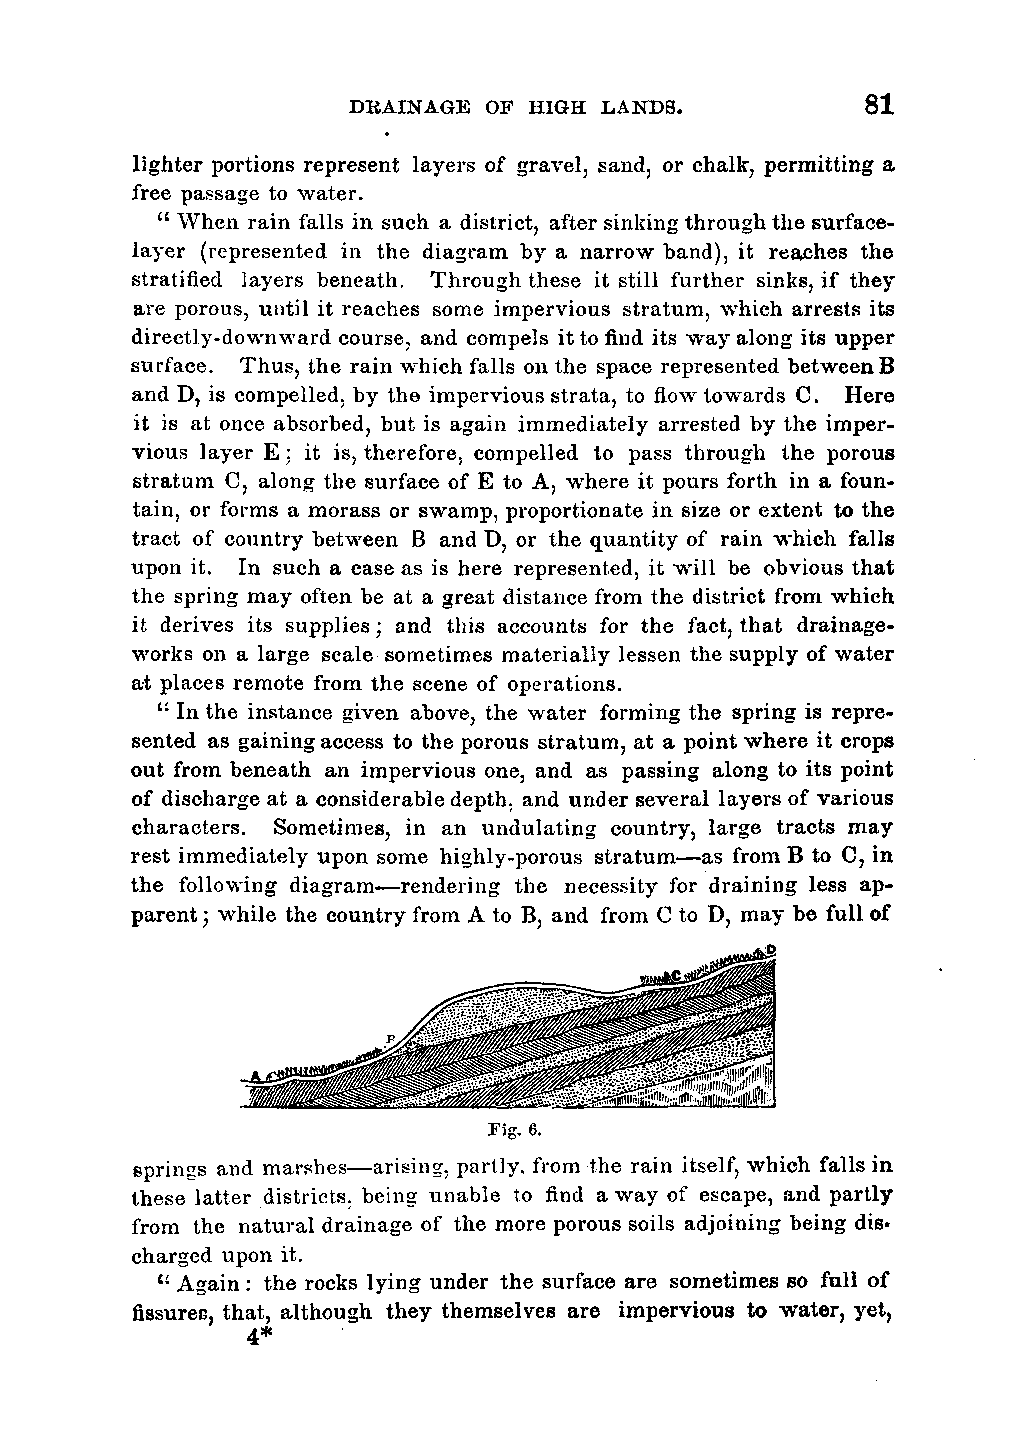 DRAINAGE OF HIGH LANDS. 81
lighter portions represent layers of gravel, sand, or chalk, permitting a
free passage to water.
“ When rain falls in such a district, after sinking through the surface-
layer (represented in the diagram by a narrow band), it reaches the
stratified layers beneath. Through these it still further sinks, if they
are porous, until it reaches some impervious stratum, which arrests its
directly-downward course, and compels it to find its way along its upper
surface. Thus, the rain which falls on the space represented between B
and D, is compelled, by the impervious strata, to flow towards C. Here
it is at once absorbed, but is again immediately arrested by the imper-
vious layer E; it is, therefore, compelled to pass through the porous
stratum C, along the surface of E to A, where it pours forth in a foun-
tain, or forms a morass or swamp, proportionate in size or extent to the
tract of country between B and D, or the quantity of rain which falls
upon it. In such a case as is here represented, it will be obvious that
the spring may often be at a great distance from the district from which
it derives its supplies; and this accounts for the fact, that drainage-
works on a large scale sometimes materially lessen the supply of water
at places remote from the scene of operations.
“ In the instance given above, the water forming the spring is repre-
sented as gaining access to the porous stratum, at a point where it crops
out from beneath an impervious one, and as passing along to its point
of discharge at a considerable depth, and under several layers of various
characters. Sometimes, in an undulating country, large tracts may
rest immediately upon some highly-porous stratum—as from B to C, in
the following diagram—rendering the necessity for draining less ap-
parent; while the country from A to B, and from C to D, may be full of
D
C
A
Fig. 6.
springs and marshes—arising, partly, from the rain itself, which falls in
these latter districts, being unable to find a way of escape, and partly
from the natural drainage of the more porous soils adjoining being dis-
charged upon it.
“ Again: the rocks lying under the surface are sometimes so full of
fissures, that, although they themselves are impervious to water, yet,
4*